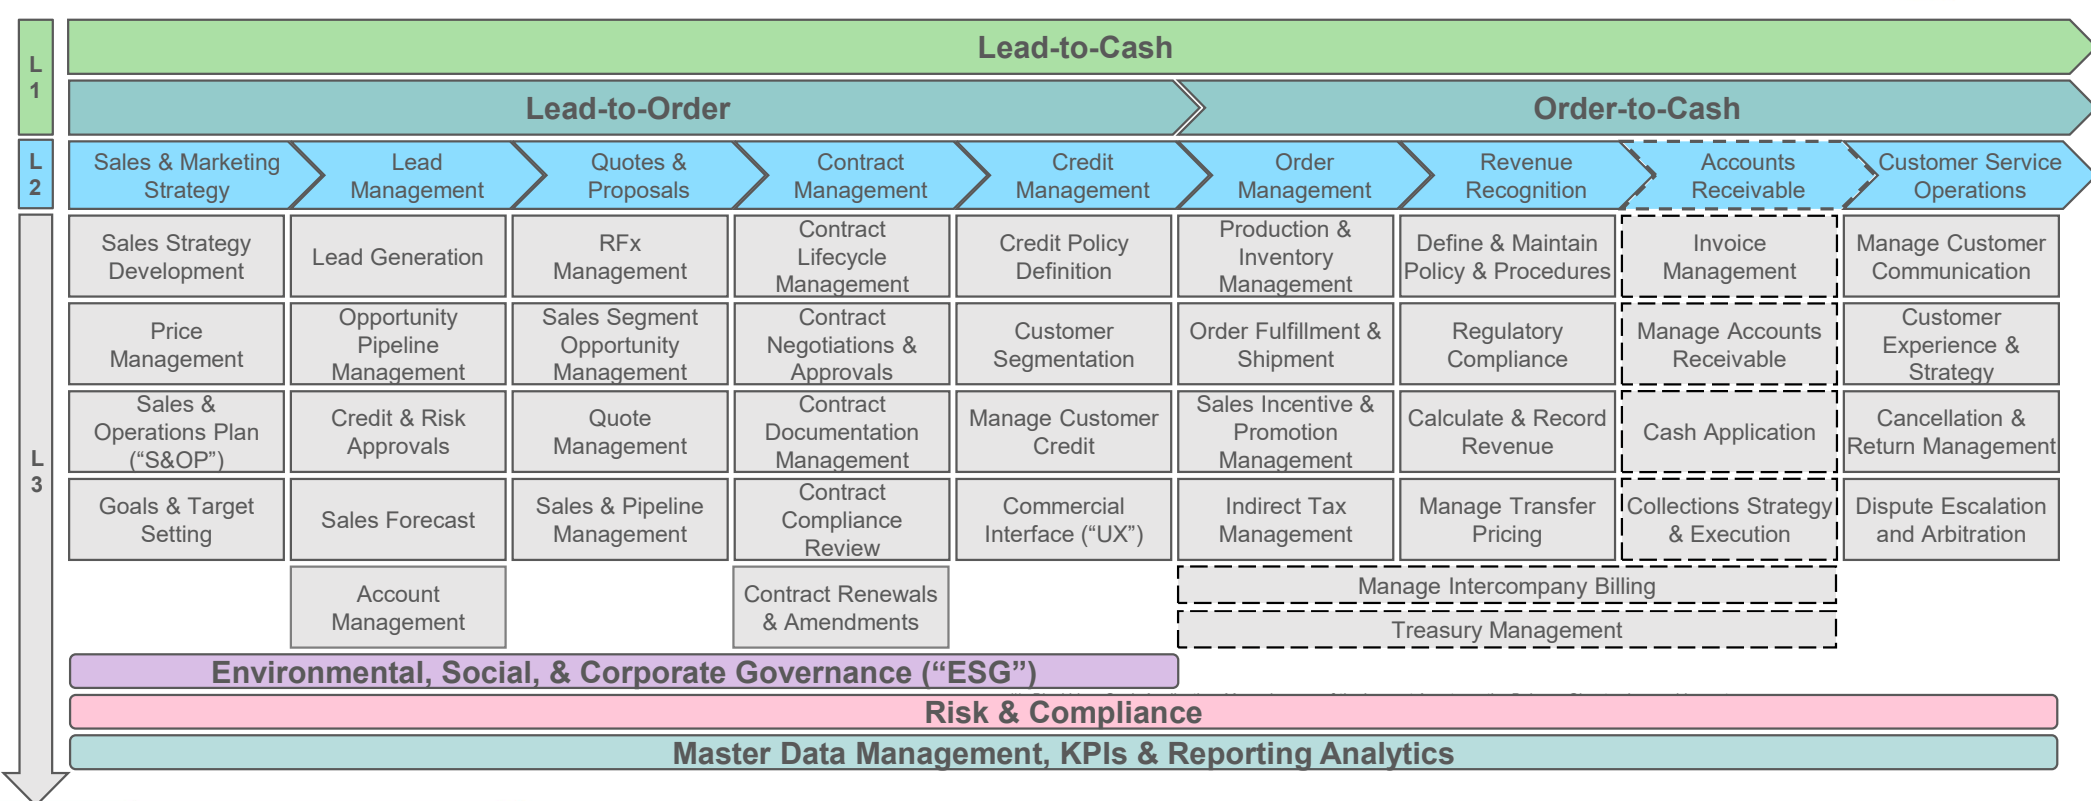 L
1
Lead-to-Cash
Lead-to-Order
Order-to-Cash
L
2
Sales & Marketing
Strategy
Lead
Management
Quotes &
Proposals
Contract
Management
Credit
Management
Order
Management
Revenue
Recognition
Accounts
Receivable
Customer Service
Operations
L
3
Sales Strategy
Development
Lead Generation
RFx
Management
Contract
Lifecycle
Management
Credit Policy
Definition
Production &
Inventory
Management
Define & Maintain
Policy & Procedures
Invoice
Management
Manage Customer
Communication
Price
Management
Opportunity
Pipeline
Management
Sales Segment
Opportunity
Management
Contract
Negotiations &
Approvals
Customer
Segmentation
Order Fulfillment &
Shipment
Regulatory
Compliance
Manage Accounts
Receivable
Customer
Experience &
Strategy
Sales &
Operations Plan
(“S&OP”)
Credit & Risk
Approvals
Quote
Management
Contract
Documentation
Management
Manage Customer
Credit
Sales Incentive &
Promotion
Management
Calculate & Record
Revenue
Cash Application
Cancellation &
Return Management
Goals & Target
Setting
Sales Forecast
Sales & Pipeline
Management
Contract
Compliance
Review
Commercial
Interface (“UX”)
Indirect Tax
Management
Manage Transfer
Pricing
Collections Strategy
& Execution
Dispute Escalation
and Arbitration
Account
Management
Contract Renewals
& Amendments
Manage Intercompany Billing
Treasury Management
Environmental, Social, & Corporate Governance (“ESG”)
Risk & Compliance
Master Data Management, KPIs & Reporting Analytics